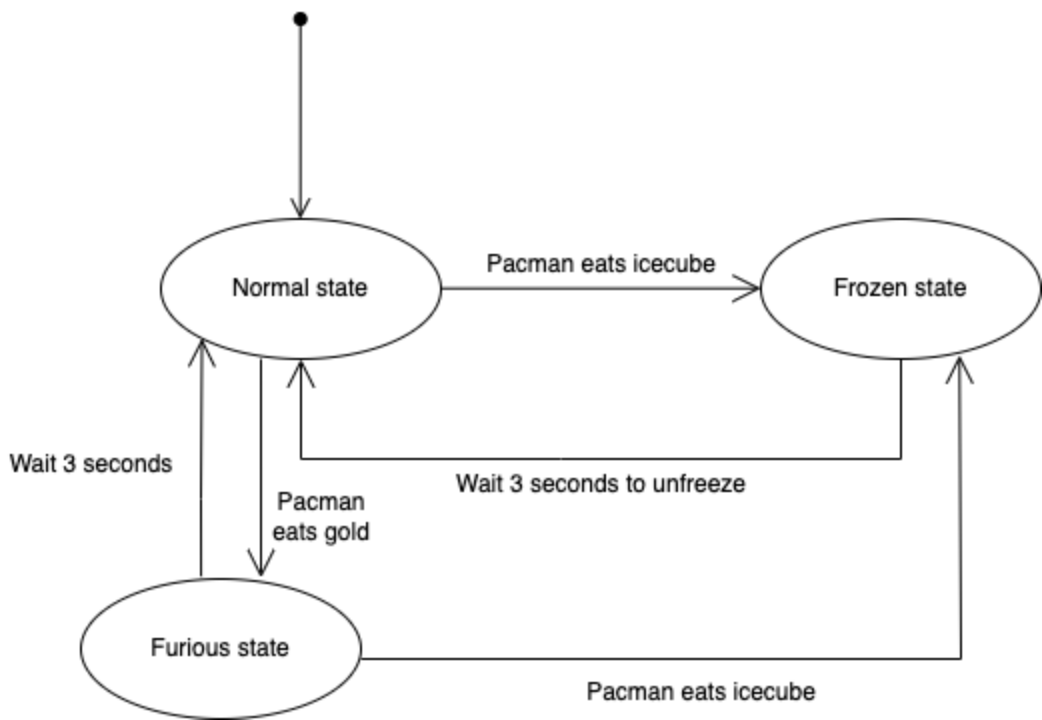 Pacman eats icecube
Normal state
Frozen state
Wait 3 seconds
Wait 3 seconds to unfreeze
Pacman
eats gold
Furious state
Pacman eats icecube